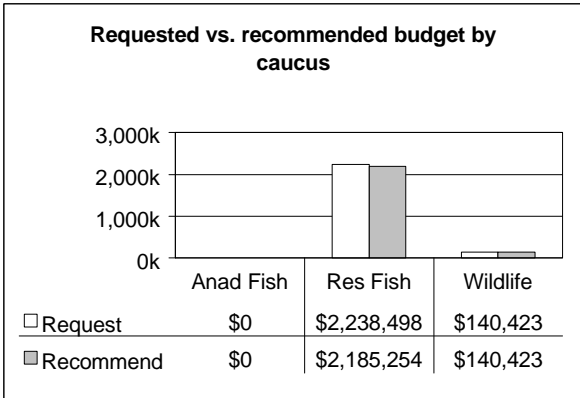 Requested vs. recommended budget by
caucus
3,000k
2,000k
1,000k
0k
Anad Fish Res Fish Wildlife
Request $0 $2,238,498 $140,423
Recommend $0 $2,185,254 $140,423